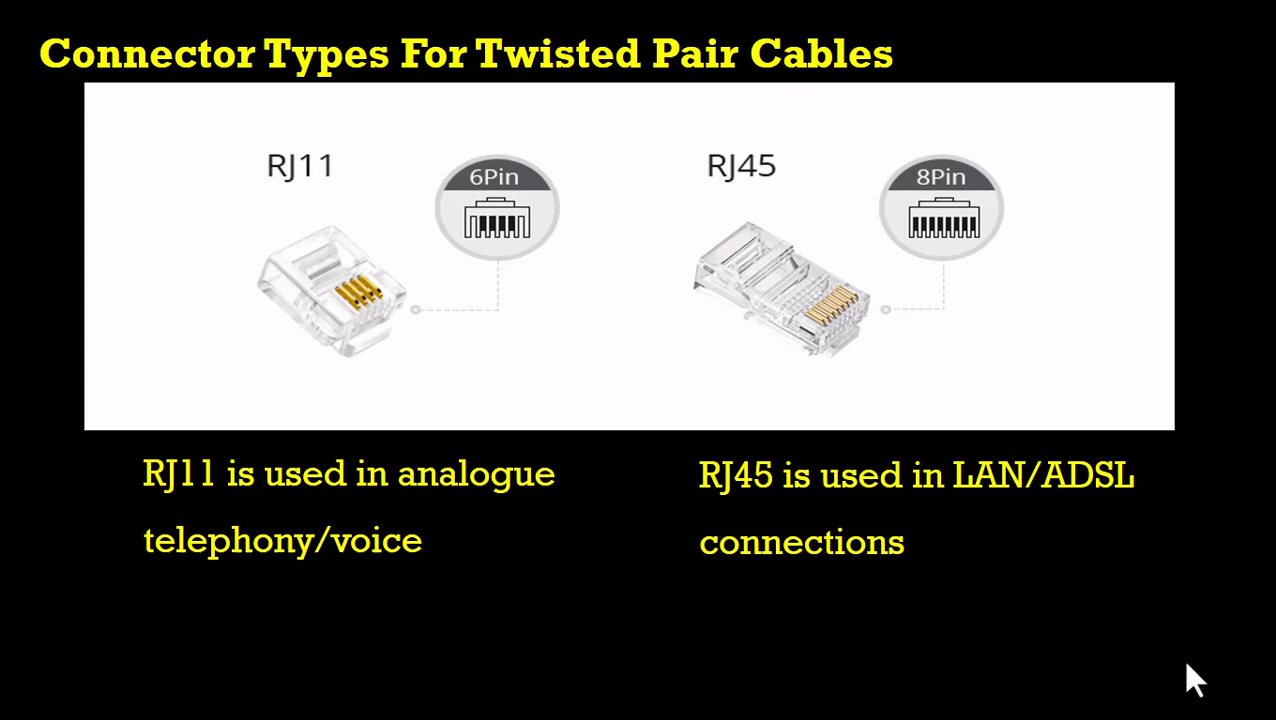 Connector Types For Twisted Pair Cables
RJ11
6Pin
RJ45
8Pin
RJ11 is used in analogue
telephony/voice
RJ45 is used in LAN/ADSL
connections